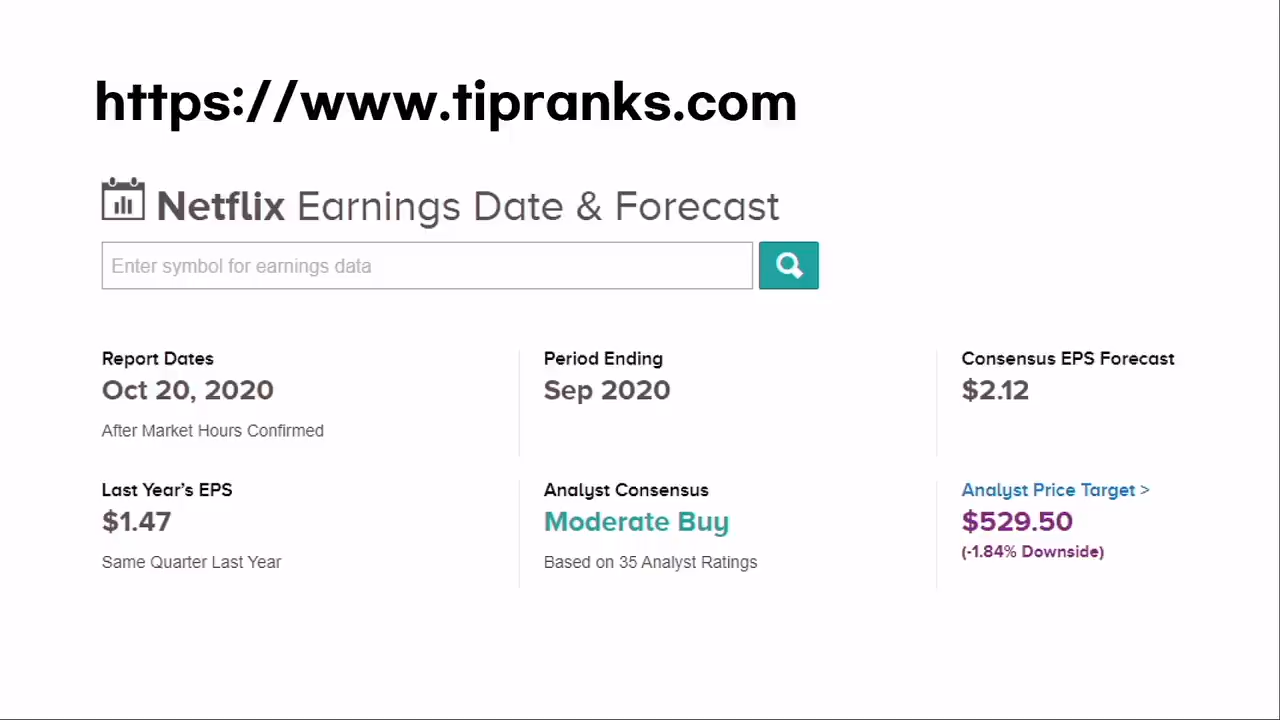 https://www.tipranks.com
Netflix Earnings Date & Forecast
Enter symbol for earnings data
Report Dates
Oct 20, 2020
After Market Hours Confirmed
Period Ending
Sep 2020
Consensus EPS Forecast
$2.12
Last Year's EPS
$1.47
Same Quarter Last Year
Analyst Consensus
Moderate Buy
Based on 35 Analyst Ratings
Analyst Price Target >
$529.50
(-1.84% Downside)